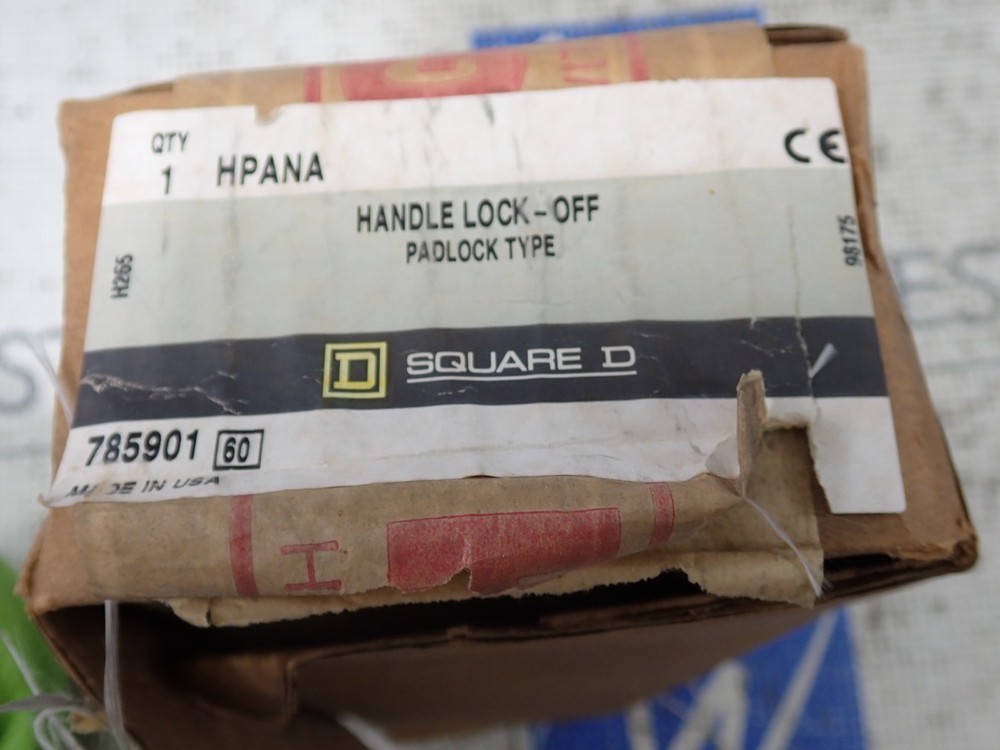 QTY
1 HPANA
CE
HANDLE LOCK-OFF
PADLOCK TYPE
H265
98175
D SQUARE D
785901 60
MADE IN USA
H